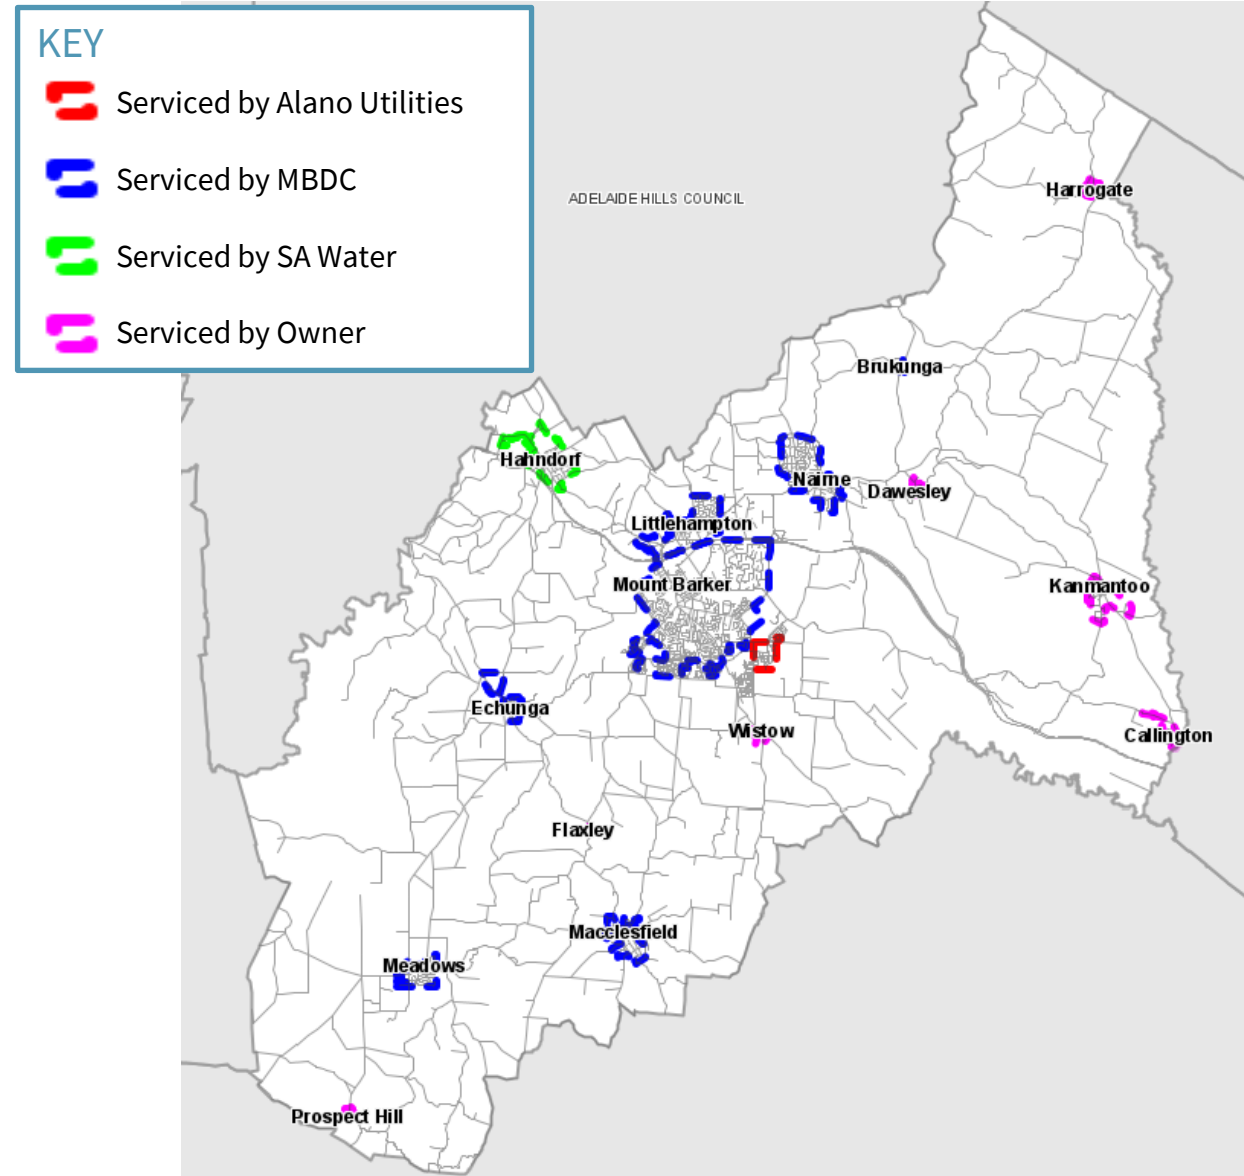 KEY
Serviced by Alano Utilities
Serviced by MBDC
Serviced by SA Water
Serviced by Owner
ADELAIDE HILLS COUNCIL
Harrogate
Brukunga
Hahndorf
Nairne
Dawesley
Littlehampton
Mount Barker
Kanmantoo
Echunga
Wistow
Callington
Flaxley
Macclesfield
Meadows
Prospect Hill